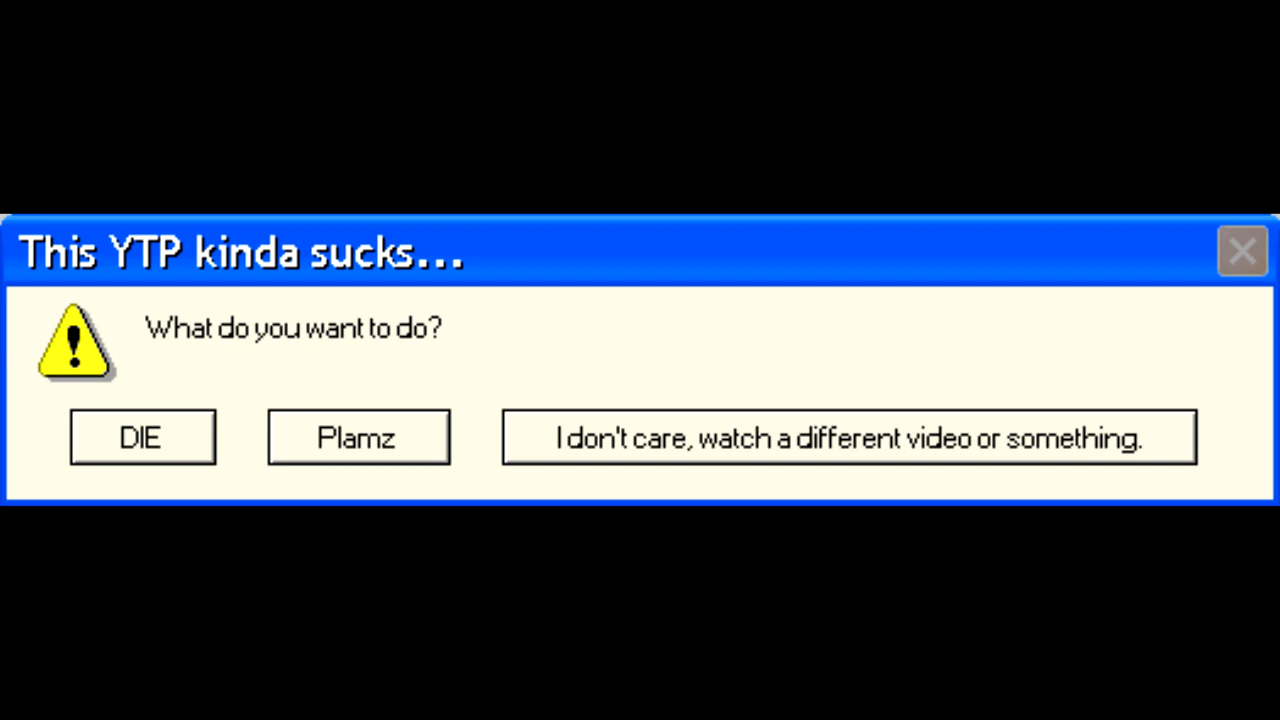 This YTP kinda sucks...
What do you want to do?
DIE
Plamz
I don't care, watch a different video or something.